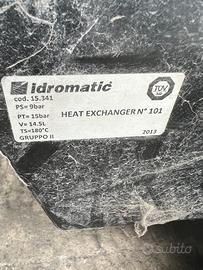 idromatic
TÜV
cod. 15.341
PS= 9bar
PT= 15bar
HEAT EXCHANGER N° 101
V= 14.5L
TS=180°C
2013
GRUPPO II
subito